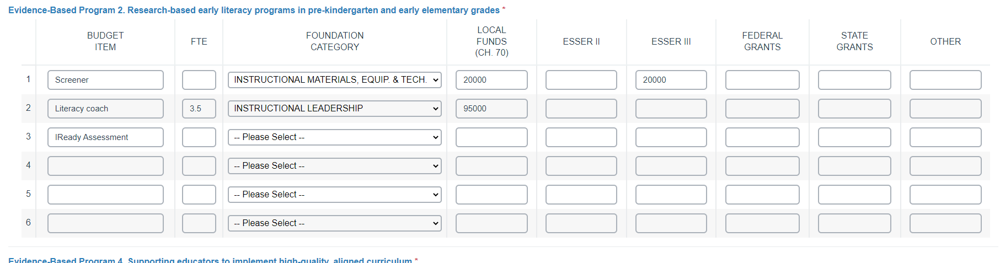 Evidence-Based Program 2. Research-based early literacy programs in pre-kindergarten and early elementary grades *
BUDGET ITEM FTE FOUNDATION CATEGORY LOCAL FUNDS (CH. 70) ESSER II ESSER III FEDERAL GRANTS STATE GRANTS OTHER
1 Screener INSTRUCTIONAL MATERIALS, EQUIP. & TECH. 20000 20000
2 Literacy coach 3.5 INSTRUCTIONAL LEADERSHIP 95000
3 IReady Assessment -- Please Select --
4 -- Please Select --
5 -- Please Select --
6 -- Please Select --
Evidence-Based Program 4. Supporting educators to implement high-quality, aligned curriculum *